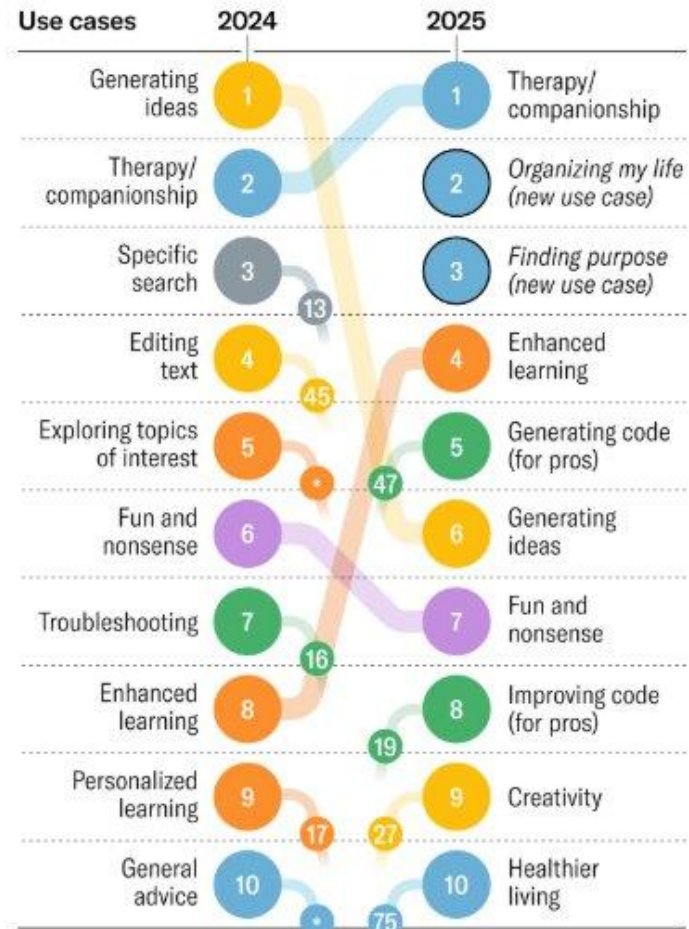 Use cases 2024 2025
Generating
ideas
1
1
Therapy/
companionship
Therapy/
companionship
2
2
Organizing my life
(new use case)
Specific
search
3
13
3
Finding purpose
(new use case)
Editing
text
4
45
4
Enhanced
learning
Exploring topics
of interest
5
*
47
5
Generating code
(for pros)
Fun and
nonsense
6
6
Generating
ideas
Troubleshooting
7
16
7
Fun and
nonsense
Enhanced
learning
8
19
8
Improving code
(for pros)
Personalized
learning
9
17
27
9
Creativity
General
advice
10
*
75
10
Healthier
living